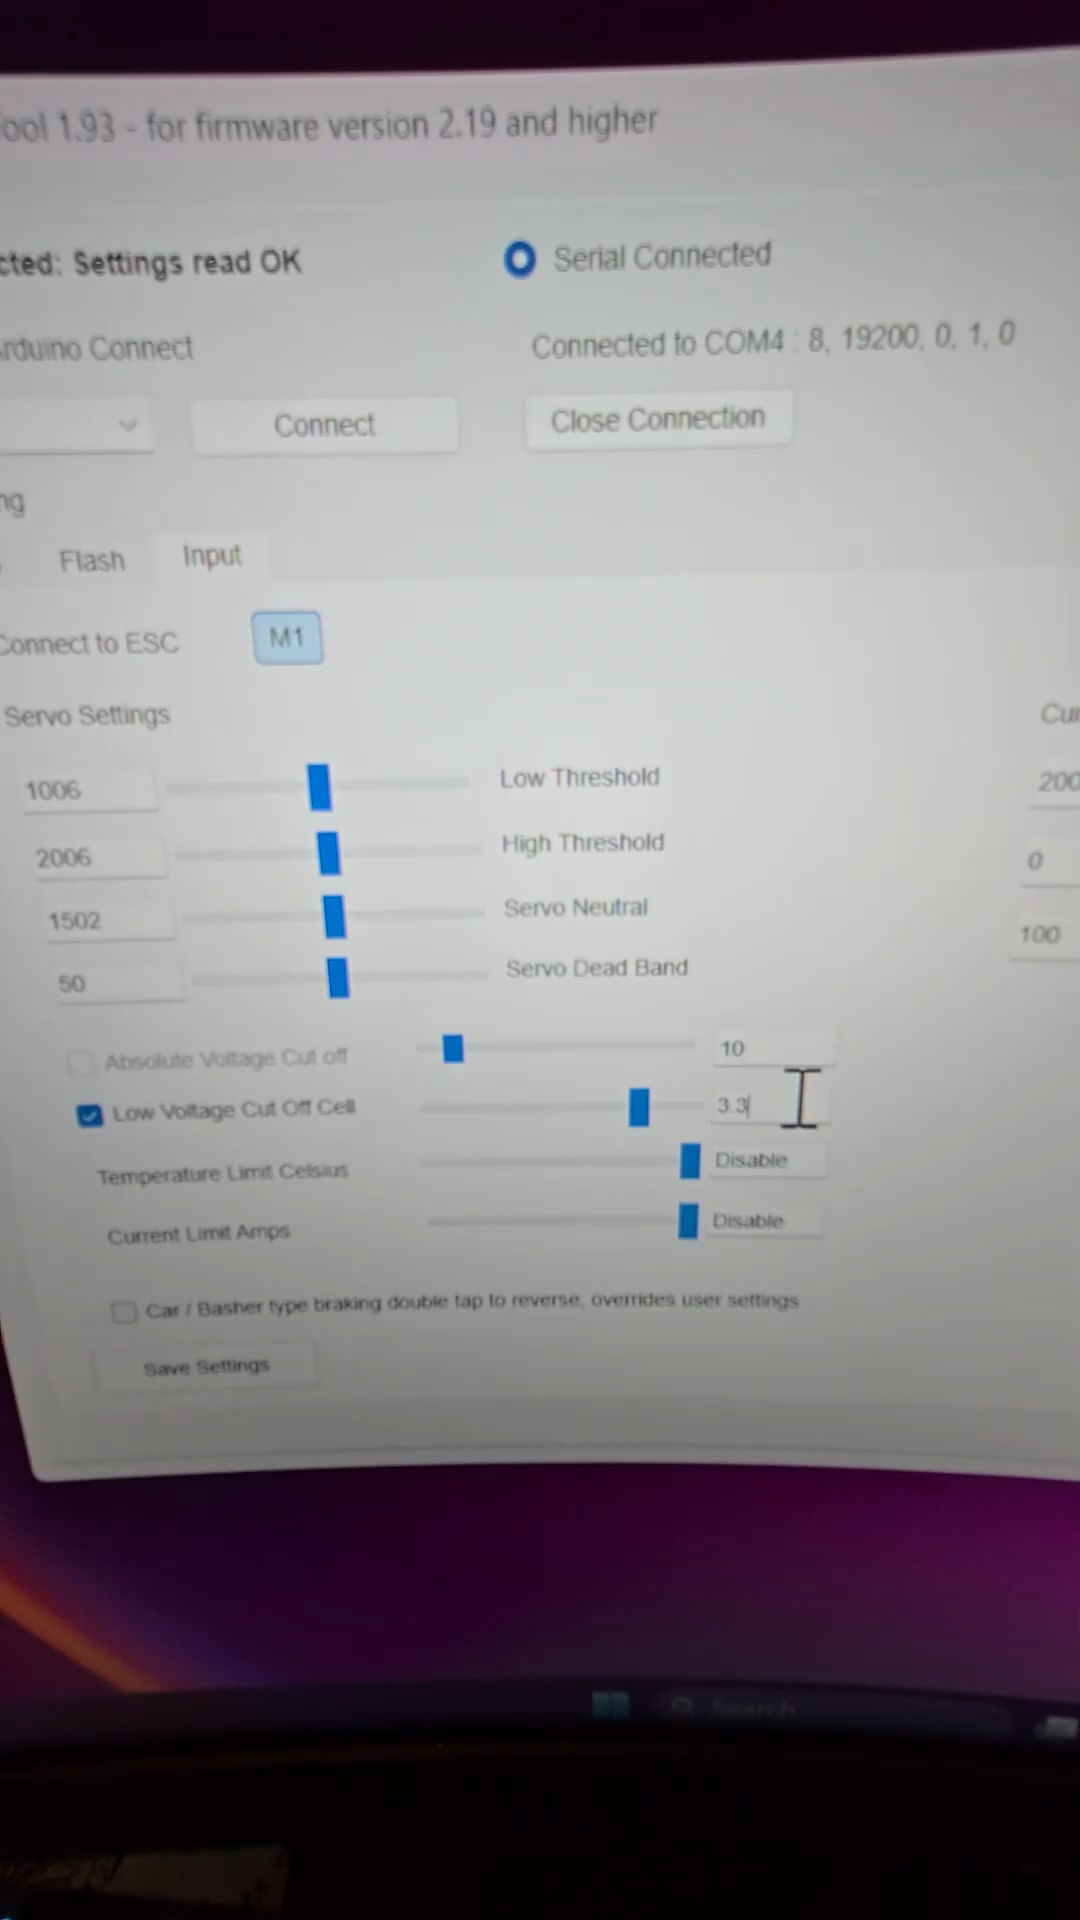 ool 1.93 - for firmware version 2.19 and higher
cted: Settings read OK
Serial Connected
rduino Connect
Connected to COM4 : 8, 19200, 0, 1, 0
Connect
Close Connection
ng
Flash
Input
Connect to ESC
M1
Servo Settings
Cur
1006
Low Threshold
200
2006
High Threshold
0
1502
Servo Neutral
100
50
Servo Dead Band
Absolute Voltage Cut off
10
Low Voltage Cut Off Cell
3.3
Temperature Limit Celsius
Disable
Current Limit Amps
Disable
Car / Basher type braking double tap to reverse, overrides user settings
Save Settings
Search